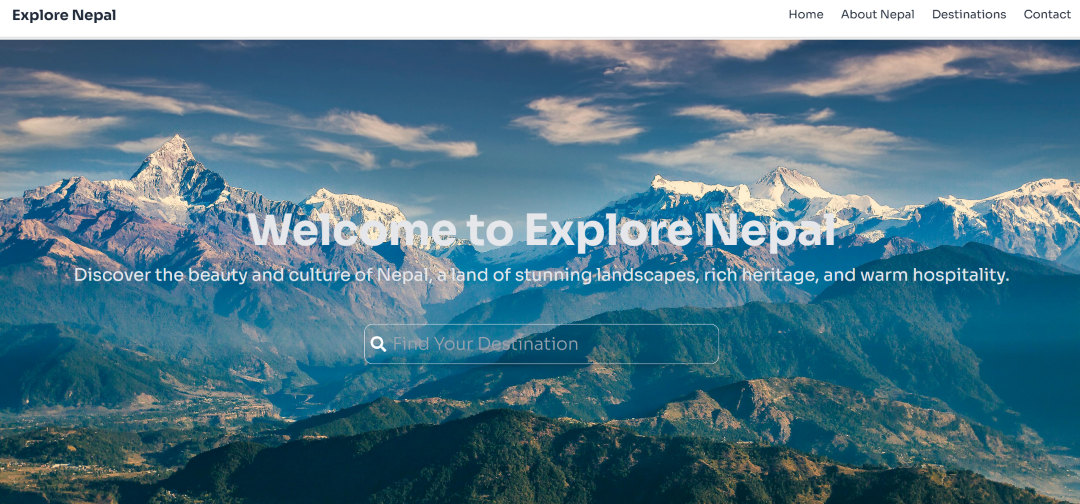 Explore Nepal
Home About Nepal Destinations Contact
Welcome to Explore Nepal
Discover the beauty and culture of Nepal, a land of stunning landscapes, rich heritage, and warm hospitality.
Find Your Destination